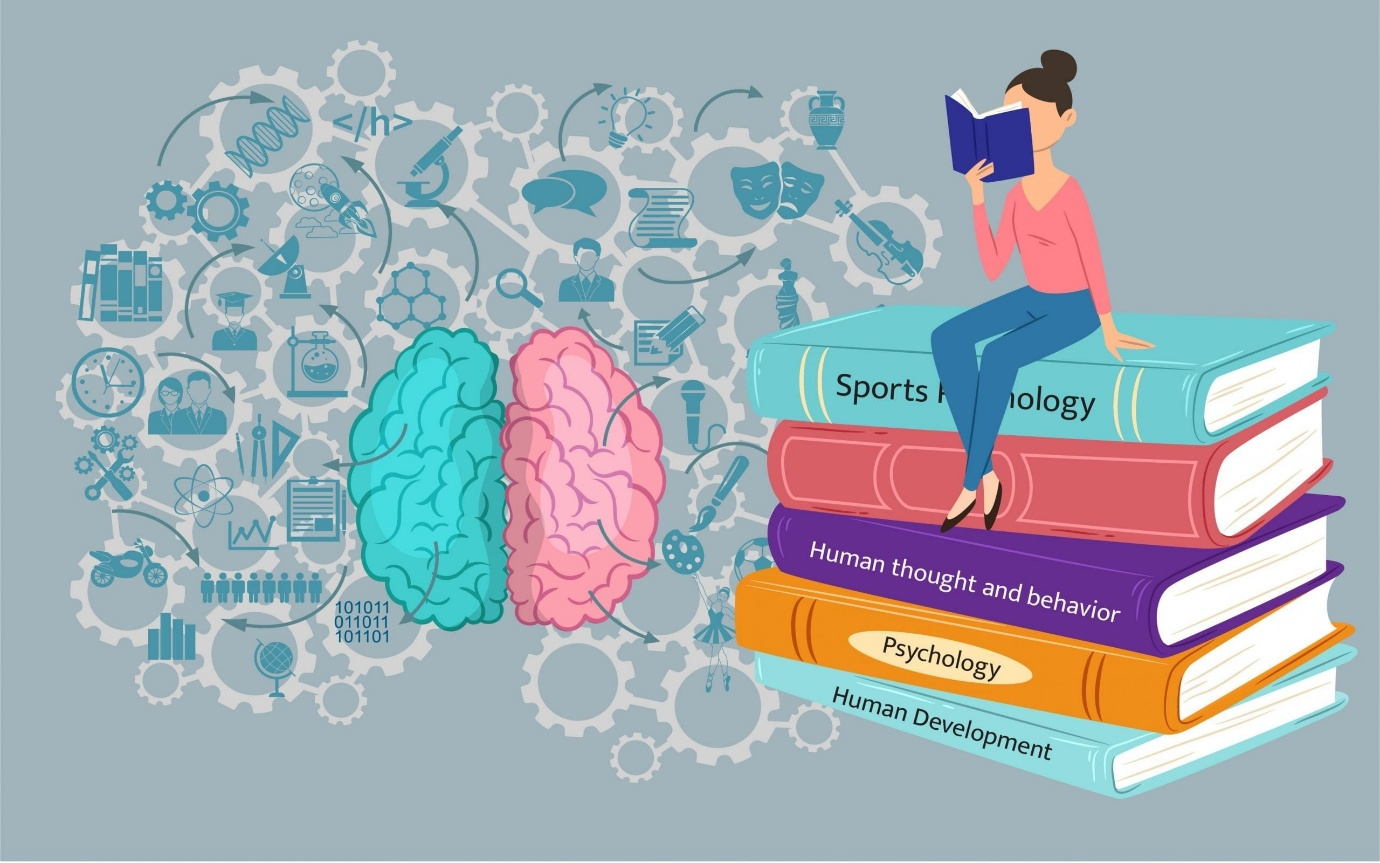 </h>
101011
011011
101101
Sports
Human thought and behavior
Psychology
Human Development